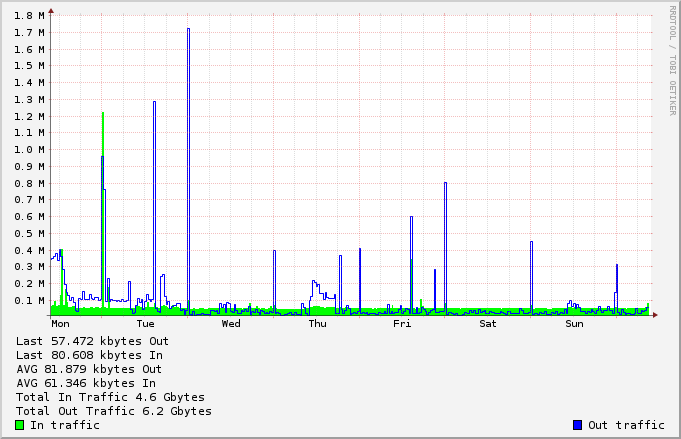 1.8 M
1.7 M
1.6 M
1.5 M
1.4 M
1.3 M
1.2 M
1.1 M
1.0 M
0.9 M
0.8 M
0.7 M
0.6 M
0.5 M
0.4 M
0.3 M
0.2 M
0.1 M
Mon Tue Wed Thu Fri Sat Sun
RRDTOOL / TOBI OETIKER
Last 57.472 kbytes Out
Last 80.608 kbytes In
AVG 81.879 kbytes Out
AVG 61.346 kbytes In
Total In Traffic 4.6 Gbytes
Total Out Traffic 6.2 Gbytes
In traffic Out traffic